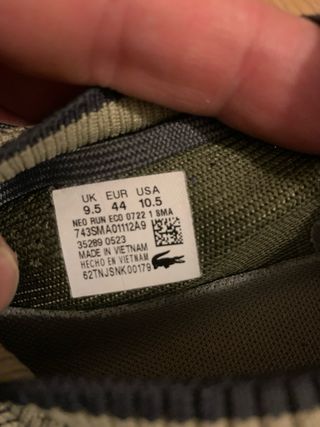 UK EUR USA
9.5 44 10.5
NEO RUN ECO 0722 1 SMA
743SMA01112A9
35289 0523
MADE IN VIETNAM
HECHO EN VIETNAM
62TNJSNK00179